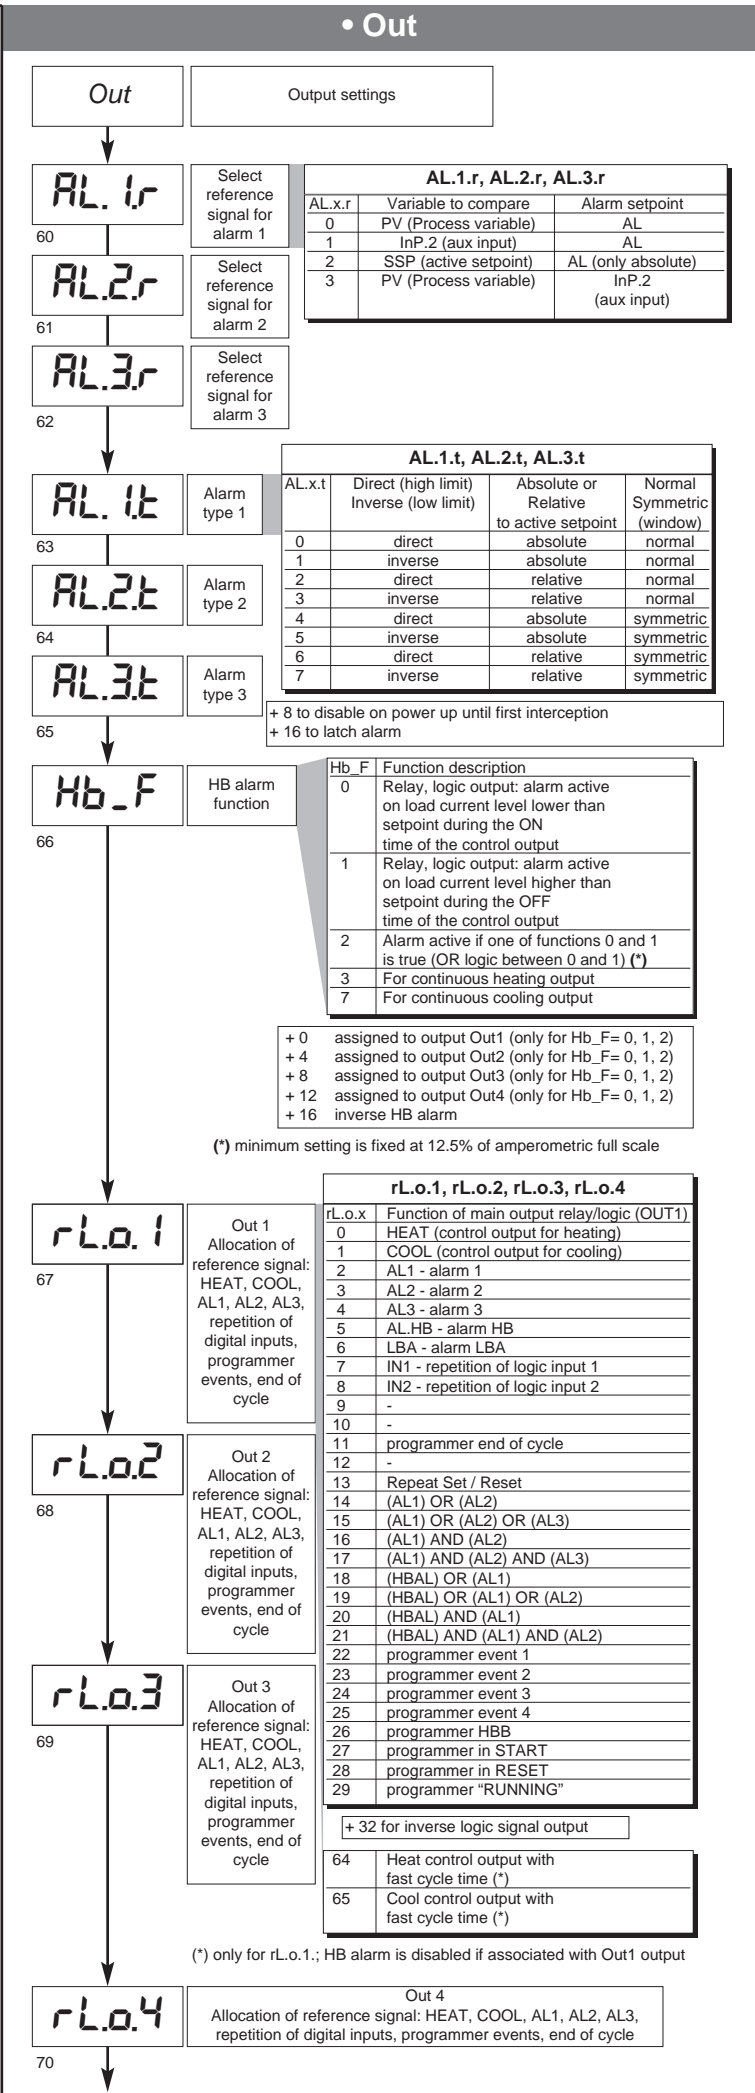 • Out
Out
Output settings
AL.1.r
60
Select
reference
signal for
alarm 1
AL.1.r, AL.2.r, AL.3.r
AL.x.r Variable to compare Alarm setpoint
0 PV (Process variable) AL
1 InP.2 (aux input) AL
2 SSP (active setpoint) AL (only absolute)
3 PV (Process variable) InP.2
(aux input)
AL.2.r
61
Select
reference
signal for
alarm 2
AL.3.r
62
Select
reference
signal for
alarm 3
AL.1.t
63
Alarm
type 1
AL.1.t, AL.2.t, AL.3.t
AL.x.t Direct (high limit) Absolute or Normal
Inverse (low limit) Relative Symmetric
to active setpoint (window)
0 direct absolute normal
1 inverse absolute normal
2 direct relative normal
3 inverse relative normal
4 direct absolute symmetric
5 inverse absolute symmetric
6 direct relative symmetric
7 inverse relative symmetric
AL.2.t
64
Alarm
type 2
AL.3.t
65
Alarm
type 3
+ 8 to disable on power up until first interception
+ 16 to latch alarm
Hb_F
66
HB alarm
function
Hb_F Function description
0 Relay, logic output: alarm active
on load current level lower than
setpoint during the ON
time of the control output
1 Relay, logic output: alarm active
on load current level higher than
setpoint during the OFF
time of the control output
2 Alarm active if one of functions 0 and 1
is true (OR logic between 0 and 1) (*)
3 For continuous heating output
7 For continuous cooling output
+ 0 assigned to output Out1 (only for Hb_F= 0, 1, 2)
+ 4 assigned to output Out2 (only for Hb_F= 0, 1, 2)
+ 8 assigned to output Out3 (only for Hb_F= 0, 1, 2)
+ 12 assigned to output Out4 (only for Hb_F= 0, 1, 2)
+ 16 inverse HB alarm
(*) minimum setting is fixed at 12.5% of amperometric full scale
rL.o.1
67
Out 1
Allocation of
reference signal:
HEAT, COOL,
AL1, AL2, AL3,
repetition of
digital inputs,
programmer
events, end of
cycle
rL.o.1, rL.o.2, rL.o.3, rL.o.4
rL.o.x Function of main output relay/logic (OUT1)
0 HEAT (control output for heating)
1 COOL (control output for cooling)
2 AL1 - alarm 1
3 AL2 - alarm 2
4 AL3 - alarm 3
5 AL.HB - alarm HB
6 LBA - alarm LBA
7 IN1 - repetition of logic input 1
8 IN2 - repetition of logic input 2
9 -
10 -
11 programmer end of cycle
12 -
13 Repeat Set / Reset
14 (AL1) OR (AL2)
15 (AL1) OR (AL2) OR (AL3)
16 (AL1) AND (AL2)
17 (AL1) AND (AL2) AND (AL3)
18 (HBAL) OR (AL1)
19 (HBAL) OR (AL1) OR (AL2)
20 (HBAL) AND (AL1)
21 (HBAL) AND (AL1) AND (AL2)
22 programmer event 1
23 programmer event 2
24 programmer event 3
25 programmer event 4
26 programmer HBB
27 programmer in START
28 programmer in RESET
29 programmer “RUNNING”
rL.o.2
68
Out 2
Allocation of
reference signal:
HEAT, COOL,
AL1, AL2, AL3,
repetition of
digital inputs,
programmer
events, end of
cycle
rL.o.3
69
Out 3
Allocation of
reference signal:
HEAT, COOL,
AL1, AL2, AL3,
repetition of
digital inputs,
programmer
events, end of
cycle
+ 32 for inverse logic signal output
64 Heat control output with
fast cycle time (*)
65 Cool control output with
fast cycle time (*)
(*) only for rL.o.1.; HB alarm is disabled if associated with Out1 output
rL.o.4
70
Out 4
Allocation of reference signal: HEAT, COOL, AL1, AL2, AL3,
repetition of digital inputs, programmer events, end of cycle